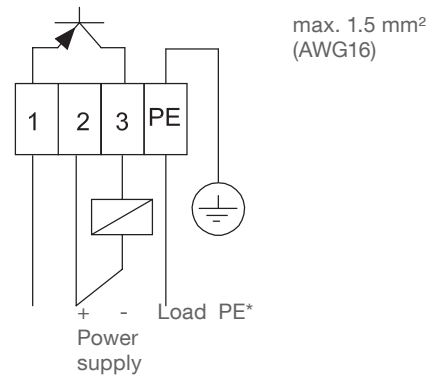 max. 1.5 mm²
(AWG16)
1 2 3 PE
+ - Load PE*
Power
supply